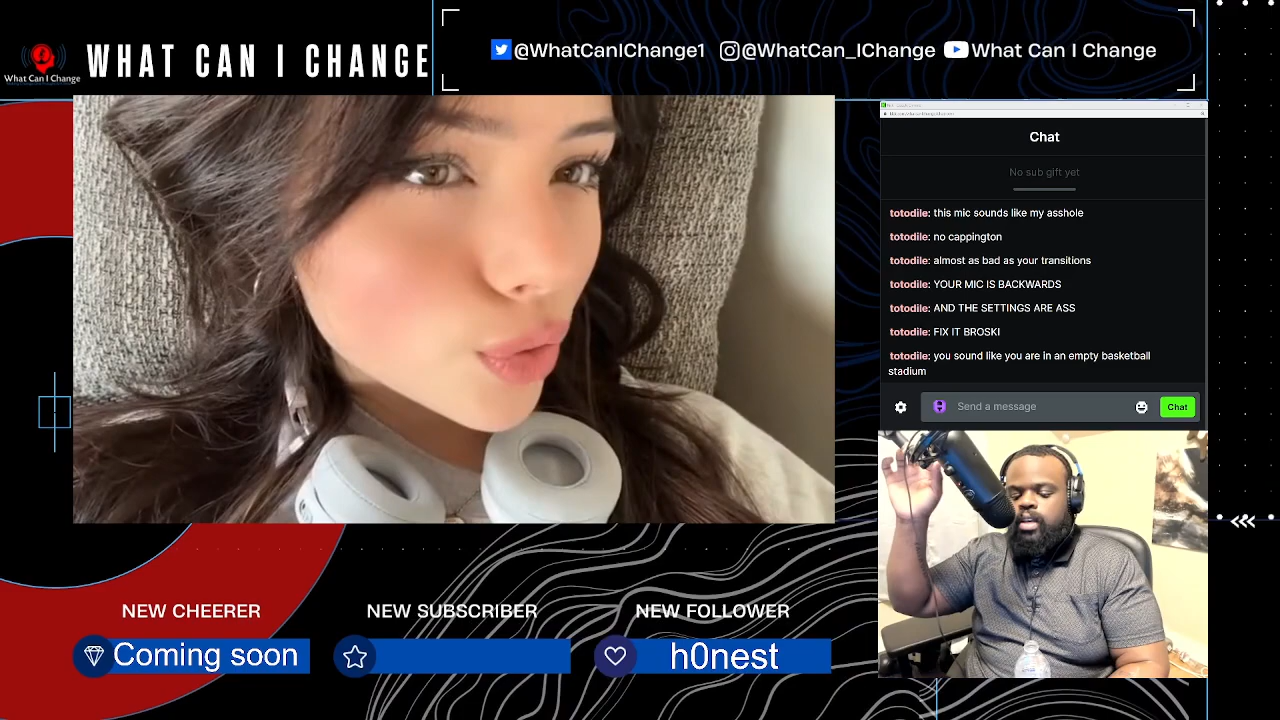 WHAT CAN I CHANGE
What Can I Change
@WhatCanIChange1
@WhatCan_IChange
What Can I Change
Chat
No sub gift yet
totodile: this mic sounds like my asshole
totodile: no cappington
totodile: almost as bad as your transitions
totodile: YOUR MIC IS BACKWARDS
totodile: AND THE SETTINGS ARE ASS
totodile: FIX IT BROSKI
totodile: you sound like you are in an empty basketball
stadium
Send a message
Chat
NEW CHEERER
NEW SUBSCRIBER
NEW FOLLOWER
Coming soon
h0nest